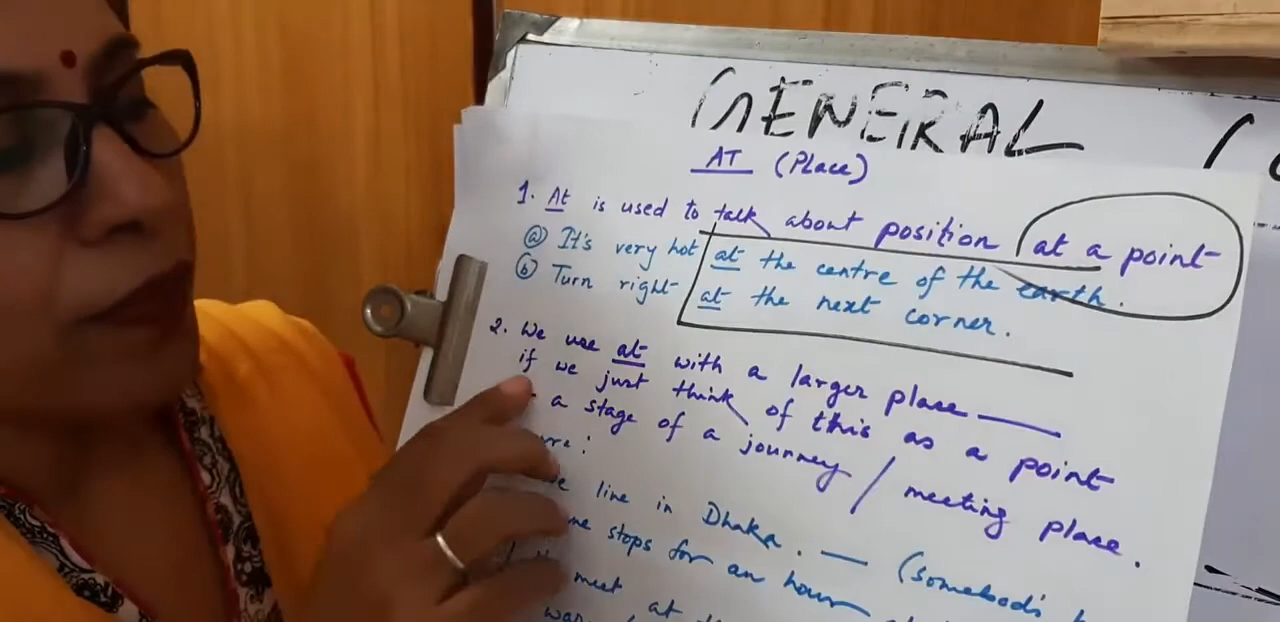 GENERAL
AT (Place)
1. At is used to talk about position at a point
(a) It's very hot at the centre of the earth.
(b) Turn right at the next corner.
2. We use at with a larger place
if we just think of this as a point
a stage of a journey / meeting place.
line in Dhaka. — (Somebody's
stops for an hour
meet at